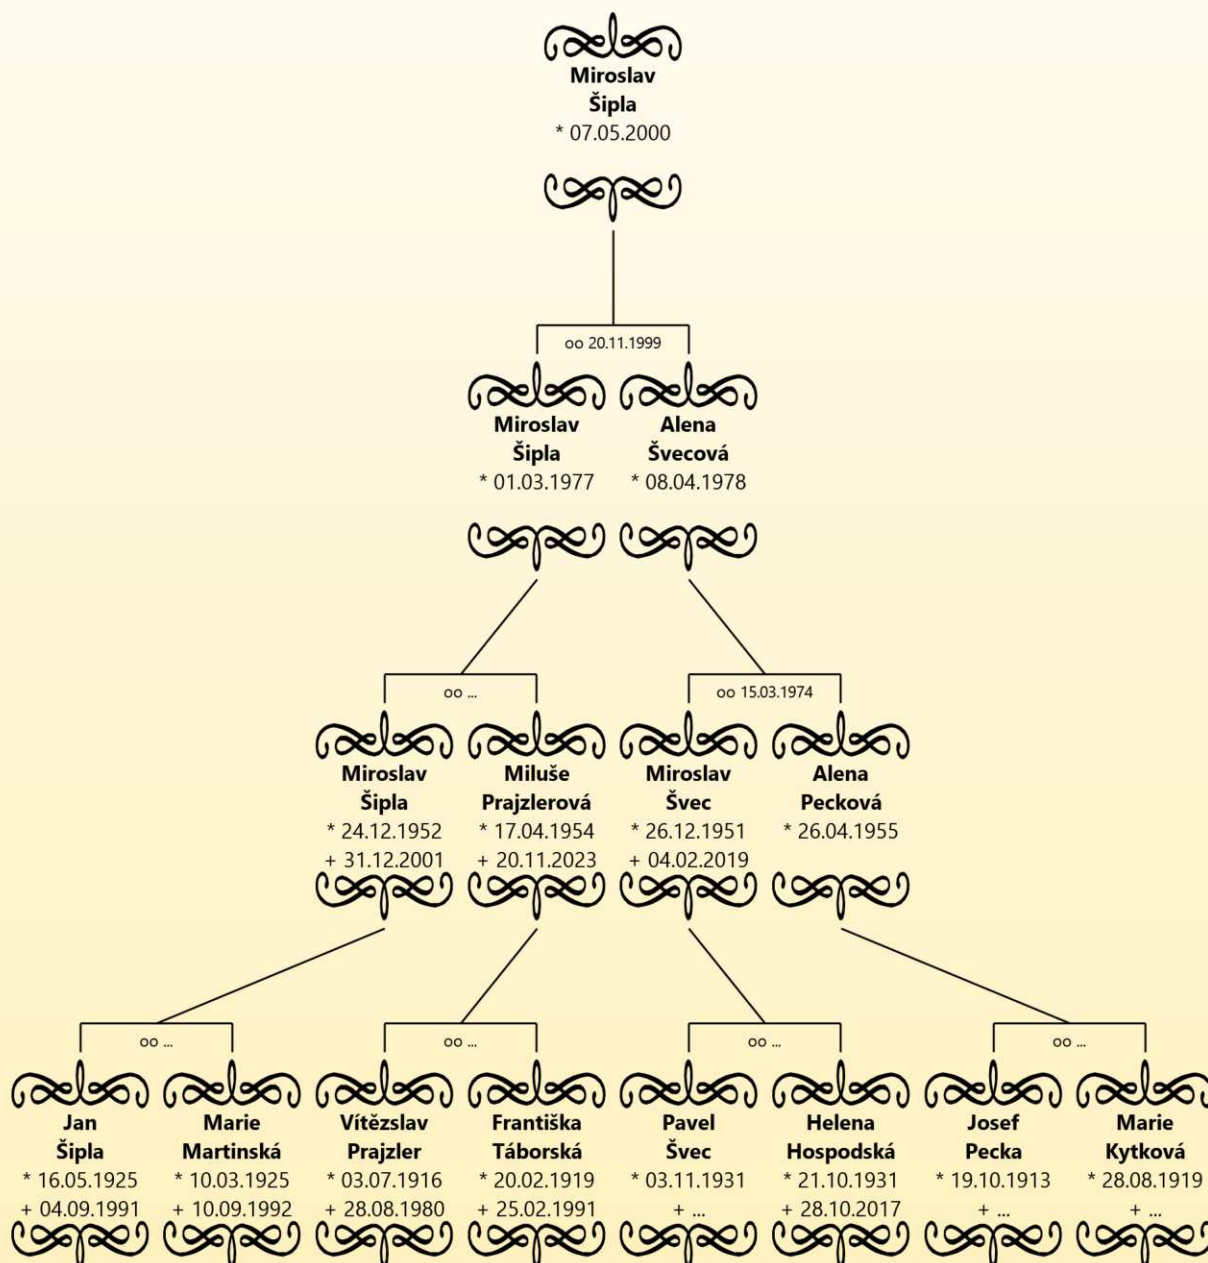 Miroslav
Šipla
* 07.05.2000
oo 20.11.1999
Miroslav
Šipla
* 01.03.1977
Alena
Švecová
* 08.04.1978
oo ...
oo 15.03.1974
Miroslav
Šipla
* 24.12.1952
+ 31.12.2001
Miluše
Prajzlerová
* 17.04.1954
+ 20.11.2023
Miroslav
Švec
* 26.12.1951
+ 04.02.2019
Alena
Pecková
* 26.04.1955
oo ...
oo ...
oo ...
oo ...
Jan
Šipla
* 16.05.1925
+ 04.09.1991
Marie
Martinská
* 10.03.1925
+ 10.09.1992
Vítězslav
Prajzler
* 03.07.1916
+ 28.08.1980
Františka
Táborská
* 20.02.1919
+ 25.02.1991
Pavel
Švec
* 03.11.1931
+ ...
Helena
Hospodská
* 21.10.1931
+ 28.10.2017
Josef
Pecka
* 19.10.1913
+ ...
Marie
Kytková
* 28.08.1919
+ ...